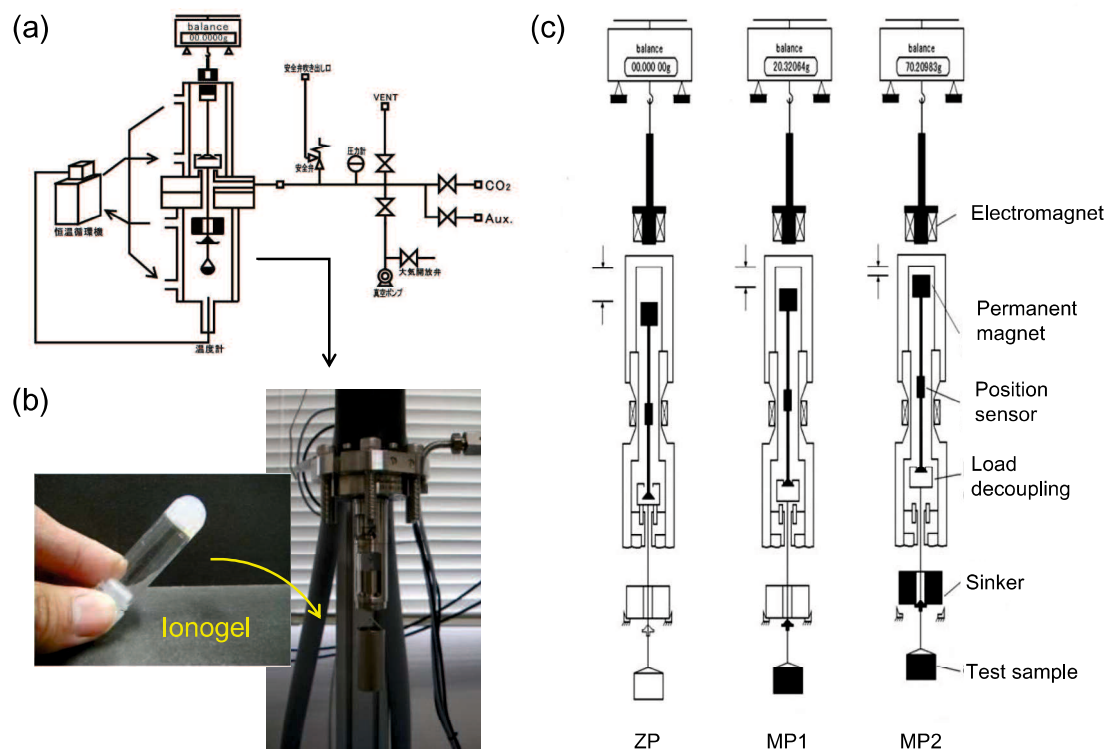 (a)
balance
00.0000g
安全弁吹き出し口
VENT
安全弁
圧力計
CO2
Aux.
恒温循環機
大気開放弁
真空ポンプ
温度計
(b)
Ionogel
(c)
balance
00.000 00g
balance
20.32064g
balance
70.20983g
Electromagnet
Permanent
magnet
Position
sensor
Load
decoupling
Sinker
Test sample
ZP
MP1
MP2